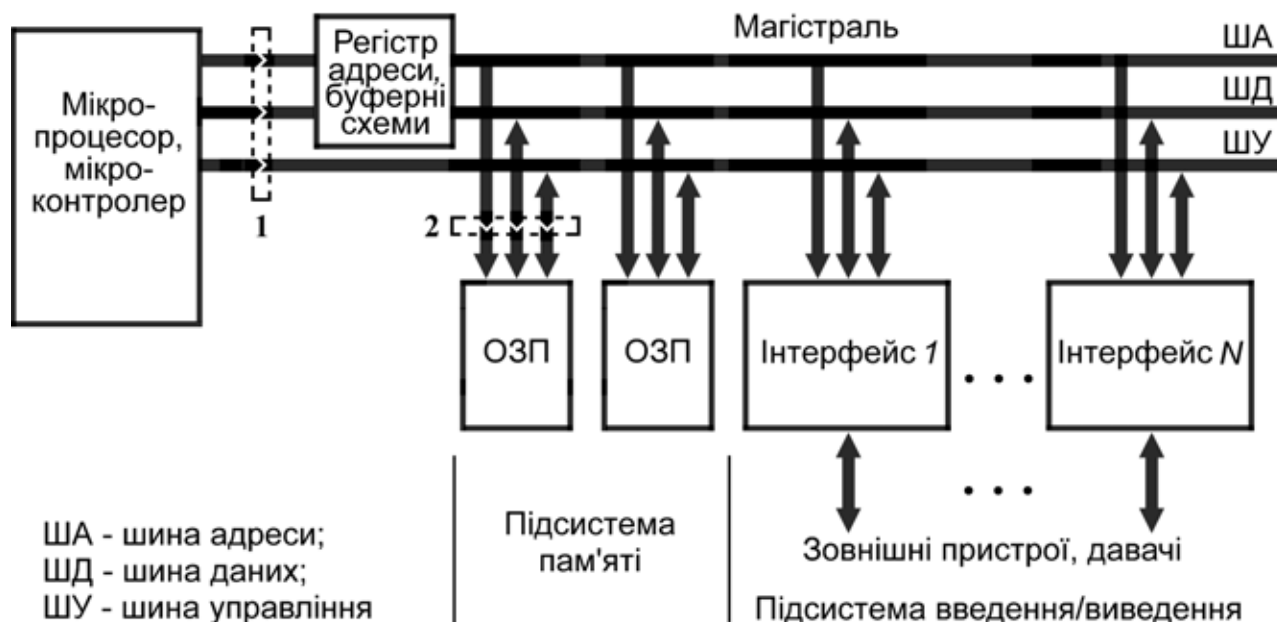 Мікро-
процесор,
мікро-
контролер
1
Регістр
адреси,
буферні
схеми
Магістраль
ША
ШД
ШУ
2
ОЗП
ОЗП
Інтерфейс 1
. . .
Інтерфейс N
. . .
ША - шина адреси;
ШД - шина даних;
ШУ - шина управління
Підсистема
пам'яті
Зовнішні пристрої, давачі
Підсистема введення/виведення